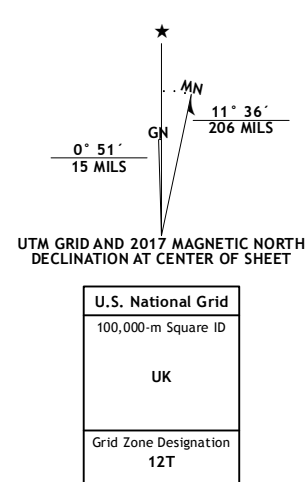 ★
MN
GN
11° 36´
206 MILS
0° 51´
15 MILS
UTM GRID AND 2017 MAGNETIC NORTH
DECLINATION AT CENTER OF SHEET
U.S. National Grid
100,000-m Square ID
UK
Grid Zone Designation
12T